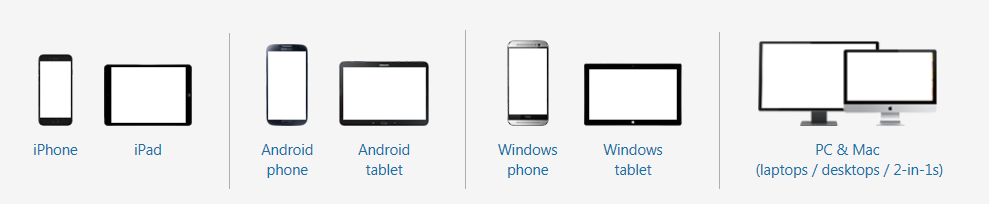 iPhone
iPad
Android
phone
Android
tablet
Windows
phone
Windows
tablet
PC & Mac
(laptops / desktops / 2-in-1s)